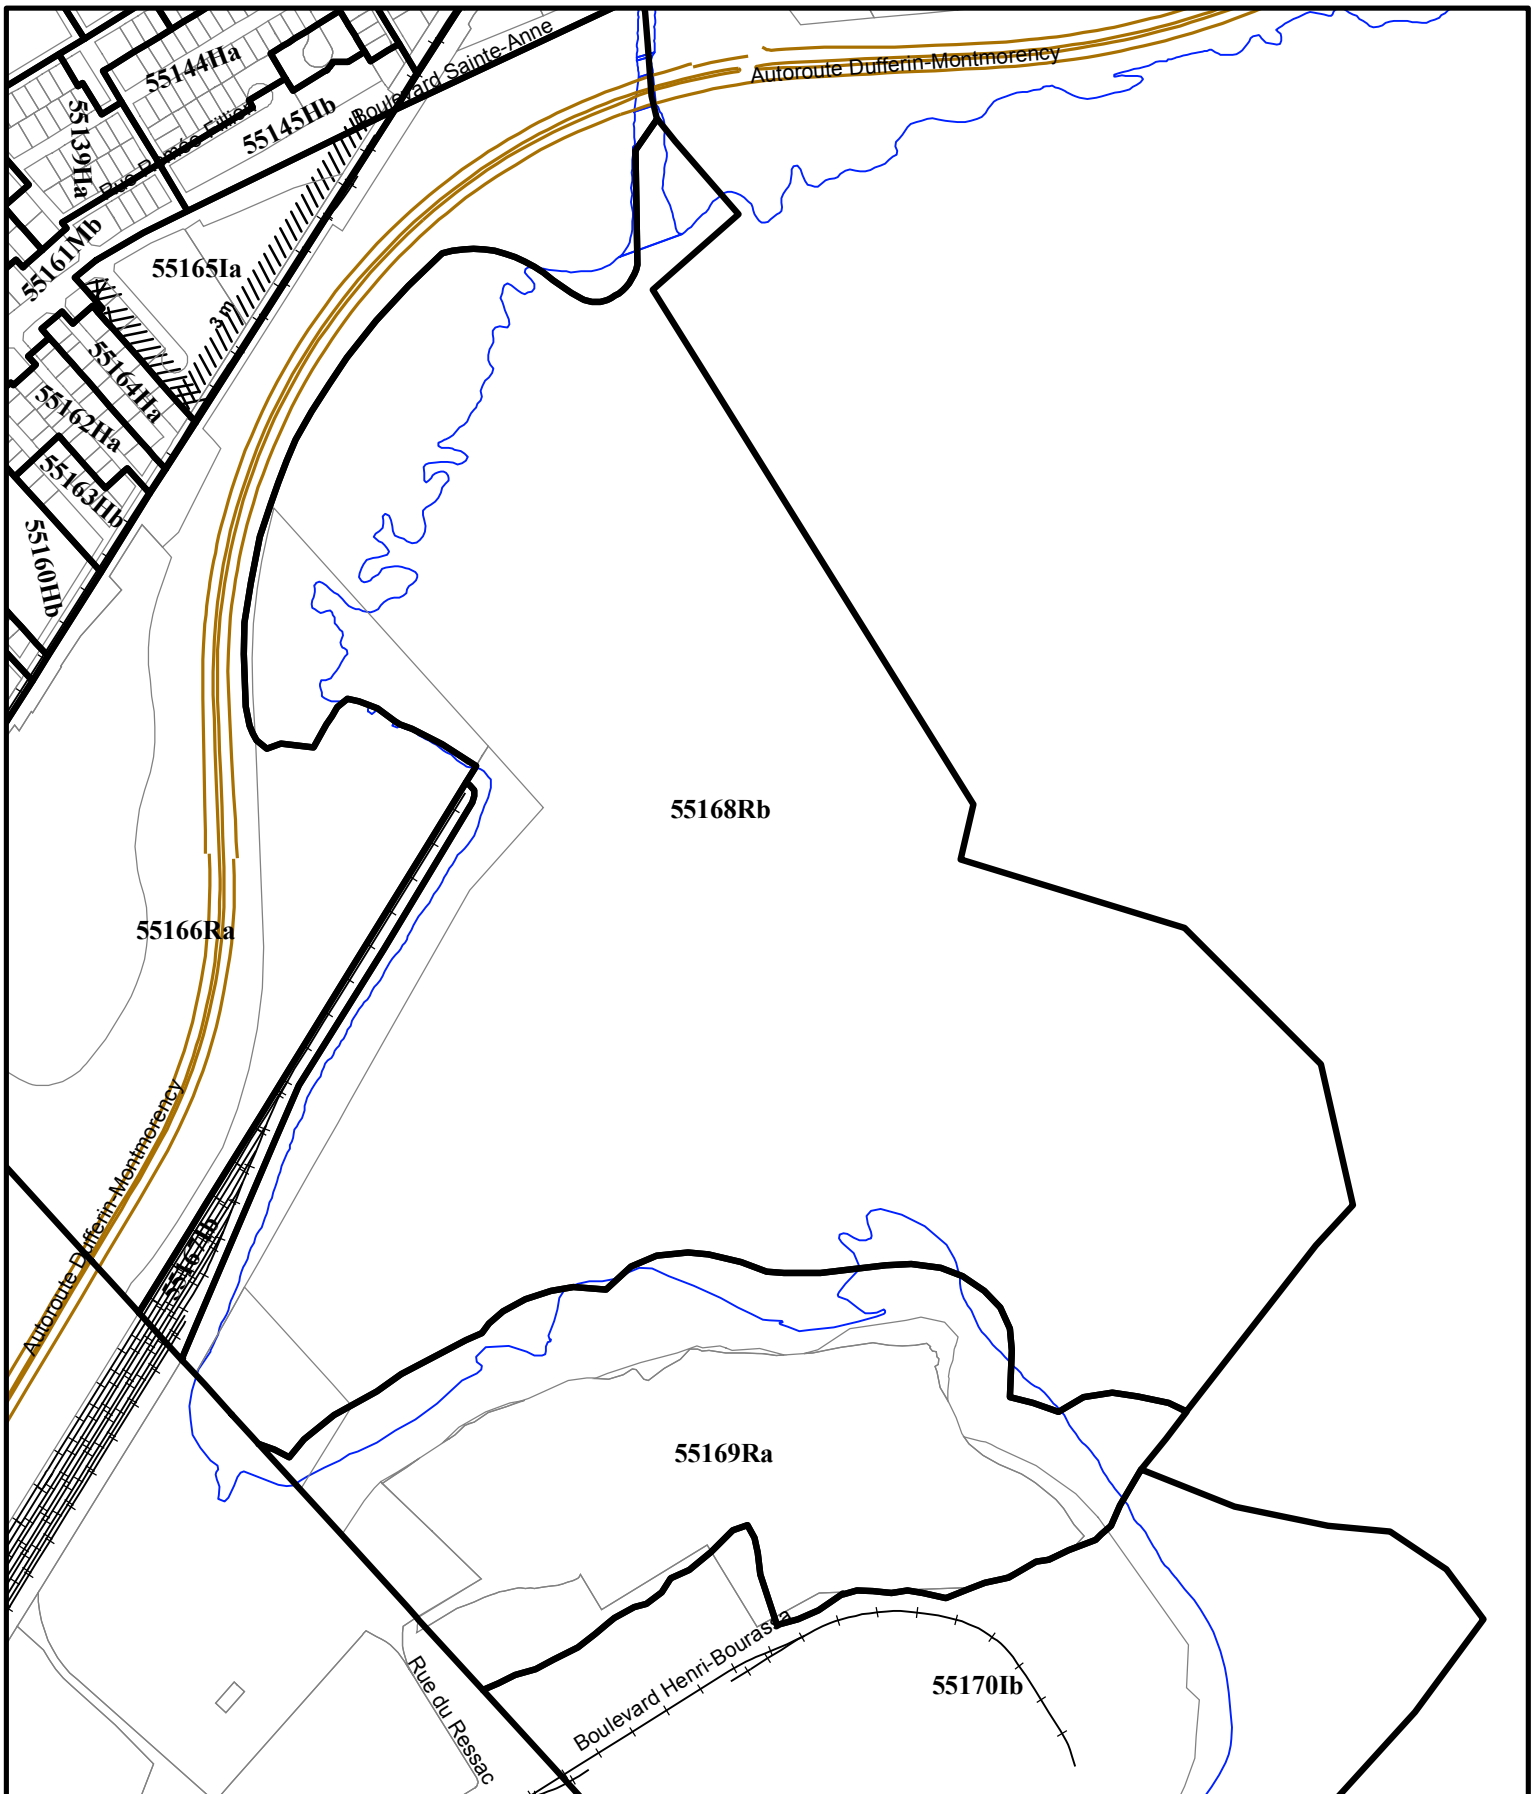 55144Ha
Boulevard Sainte-Anne
Autoroute Dufferin-Montmorency
55139Ha
55145Hb
55161Mb
55165Ia
3 m
55164Ha
55162Ha
55163Hb
55160Hb
55168Rb
55166Ra
Autoroute Dufferin-Montmorency
55167Ib
55169Ra
Boulevard Henri-Bourassa
Rue du Ressac
55170Ib